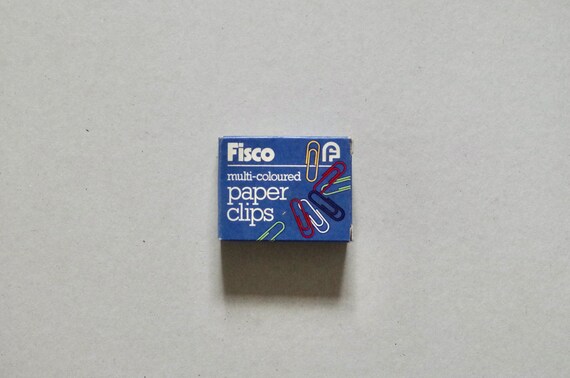 Fisco
multi-coloured
paper
clips